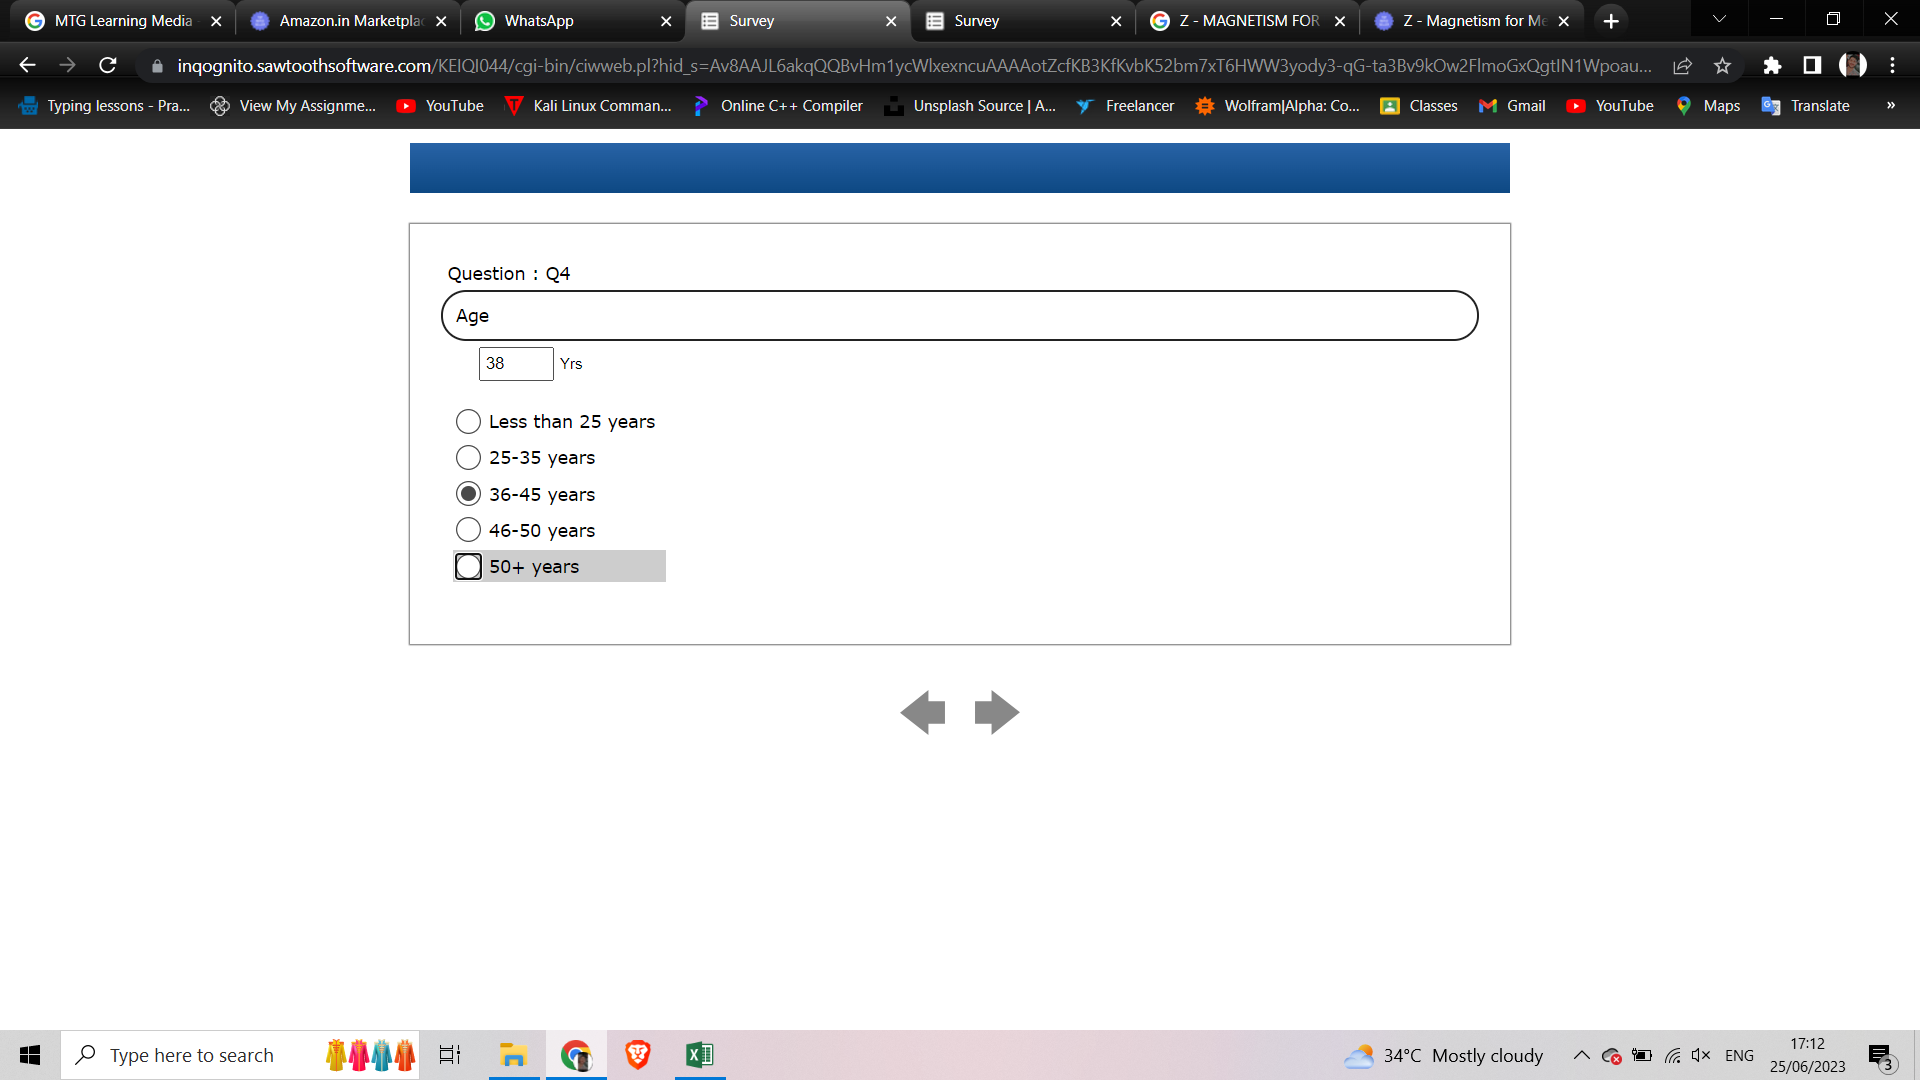 MTG Learning Media
Amazon.in Marketplac
WhatsApp
Survey
Survey
Z - MAGNETISM FOR
Z - Magnetism for Me
inqognito.sawtoothsoftware.com/KEIQI044/cgi-bin/ciwweb.pl?hid_s=Av8AAJL6akqQQBvHm1ycWlxexncuAAAAotZcfKB3KfKvbK52bm7xT6HWW3yody3-qG-ta3Bv9kOw2FlmoGxQgtIN1Wpoau...
Typing lessons - Pra...
View My Assignme...
YouTube
Kali Linux Comman...
Online C++ Compiler
Unsplash Source | A...
Freelancer
Wolfram|Alpha: Co...
Classes
Gmail
YouTube
Maps
Translate
»
Question : Q4
Age
38 Yrs
Less than 25 years
25-35 years
36-45 years
46-50 years
50+ years
Type here to search
34°C Mostly cloudy
ENG
17:12
25/06/2023
3